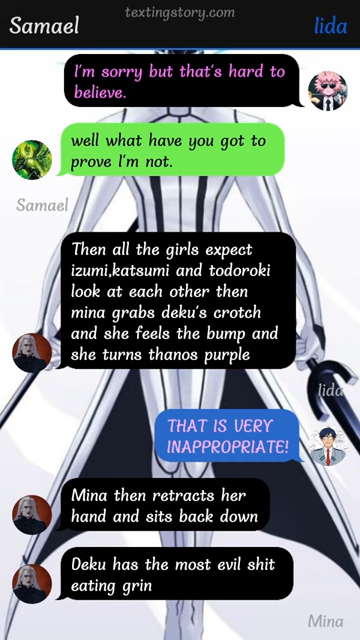 textingstory.com
Samael
Iida
I'm sorry but that's hard to
believe.
well what have you got to
prove I'm not.
Samael
Then all the girls expect
izumi,katsumi and todoroki
look at each other then
mina grabs deku's crotch
and she feels the bump and
she turns thanos purple
Iida
THAT IS VERY
INAPPROPRIATE!
Mina then retracts her
hand and sits back down
Deku has the most evil shit
eating grin
Mina